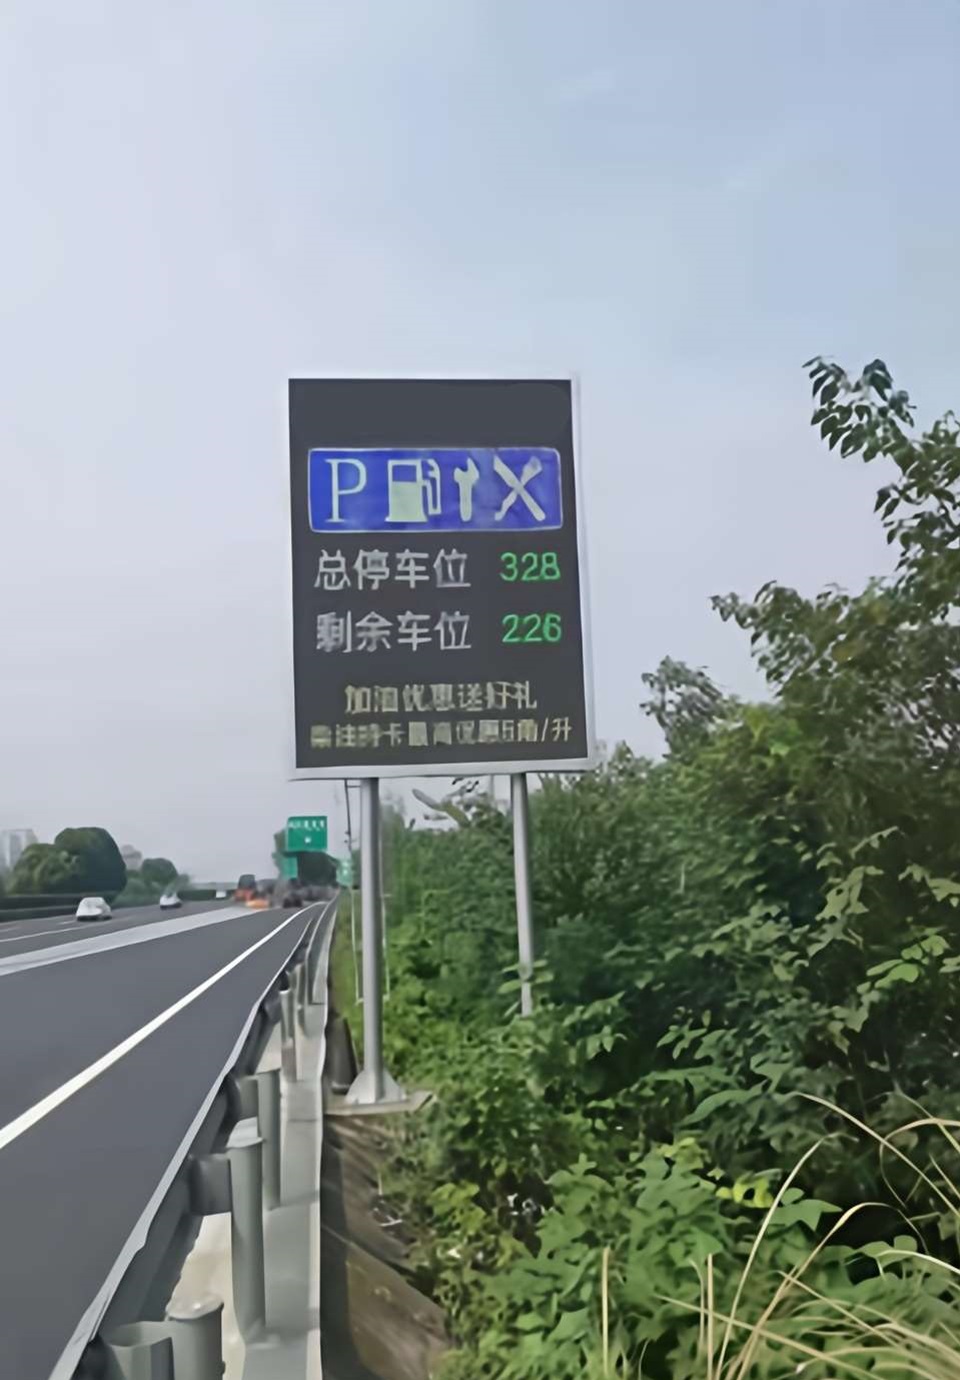 P
总停车位 328
剩余车位 226
加油优惠送好礼
卡最高优惠5角/升